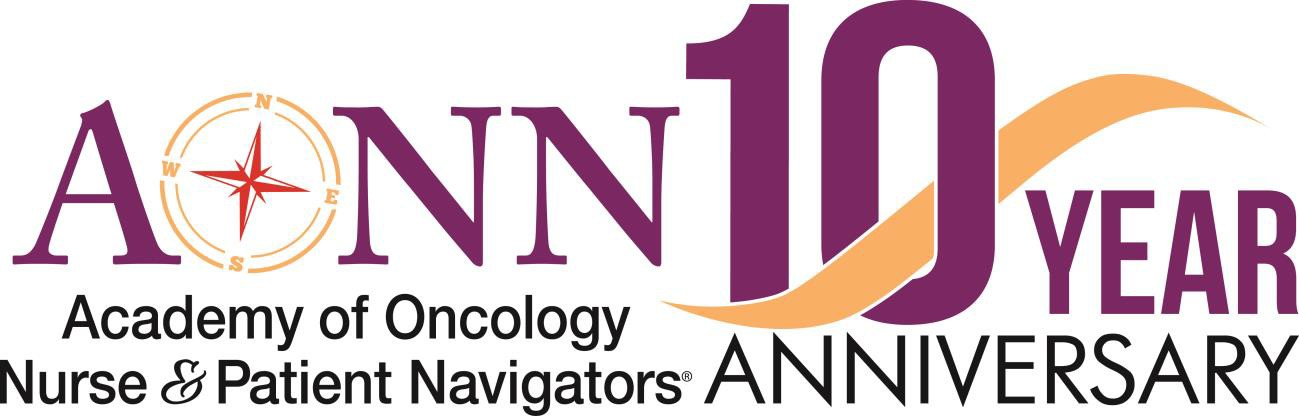 AONN
N
W
E
S
Academy of Oncology
Nurse & Patient Navigators®
10
YEAR
ANNIVERSARY